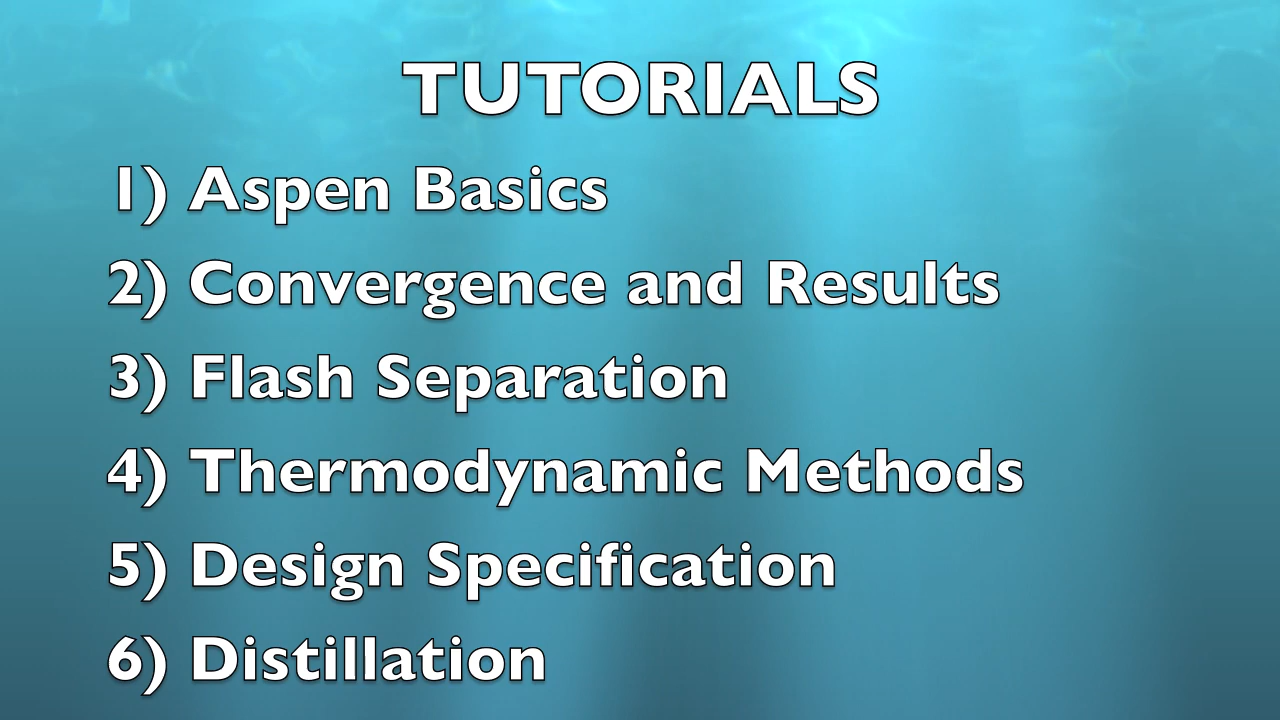 TUTORIALS
1) Aspen Basics
2) Convergence and Results
3) Flash Separation
4) Thermodynamic Methods
5) Design Specification
6) Distillation